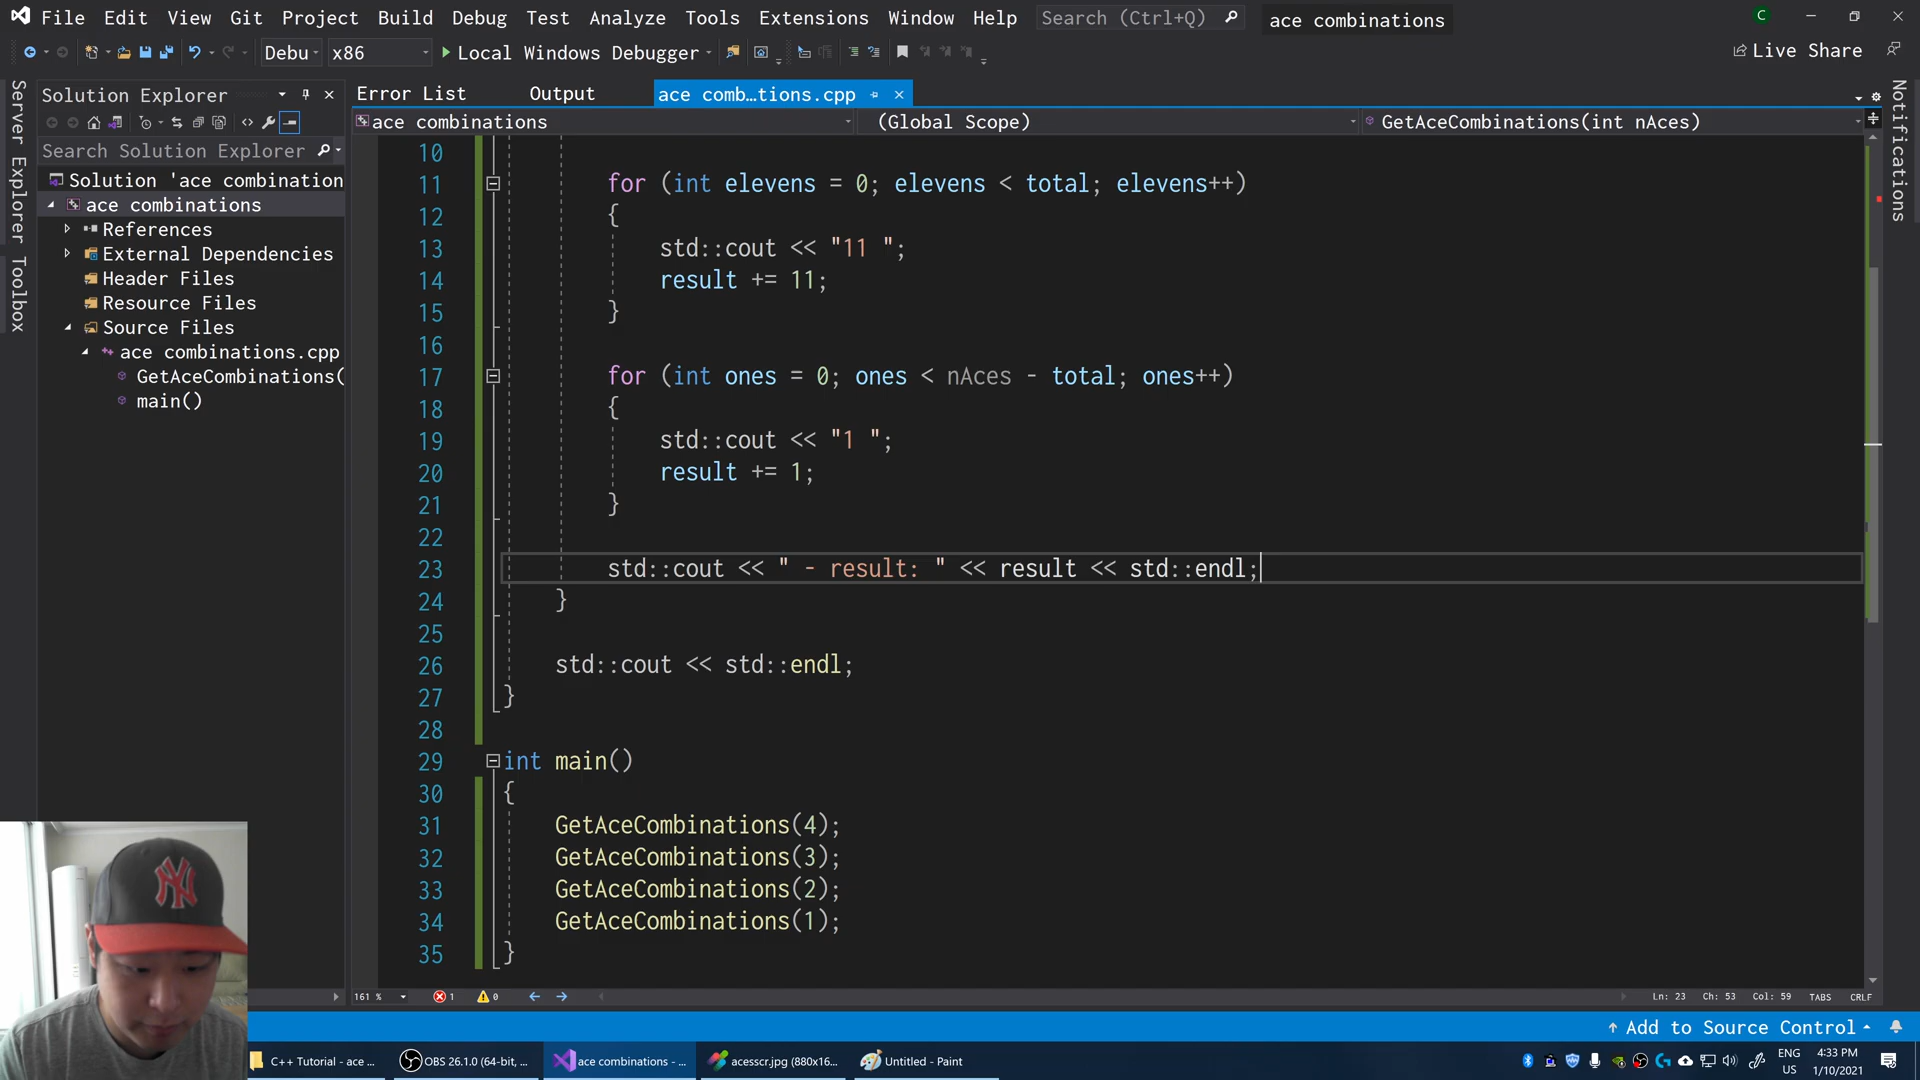 File Edit View Git Project Build Debug Test Analyze Tools Extensions Window Help Search (Ctrl+Q) ace combinations C
Debu x86 Local Windows Debugger Live Share
Server Explorer
Toolbox
Solution Explorer
Search Solution Explorer
Solution 'ace combination
ace combinations
References
External Dependencies
Header Files
Resource Files
Source Files
ace combinations.cpp
GetAceCombinations(
main()
Error List Output ace comb...tions.cpp
ace combinations (Global Scope) GetAceCombinations(int nAces)
10
11 for (int elevens = 0; elevens < total; elevens++)
12 {
13 std::cout << "11 ";
14 result += 11;
15 }
16
17 for (int ones = 0; ones < nAces - total; ones++)
18 {
19 std::cout << "1 ";
20 result += 1;
21 }
22
23 std::cout << " - result: " << result << std::endl;
24 }
25
26 std::cout << std::endl;
27 }
28
29 int main()
30 {
31 GetAceCombinations(4);
32 GetAceCombinations(3);
33 GetAceCombinations(2);
34 GetAceCombinations(1);
35 }
Notifications
NY
161 % 1 0 Ln: 23 Ch: 53 Col: 59 TABS CRLF
Add to Source Control
C++ Tutorial - ace ... OBS 26.1.0 (64-bit, ... ace combinations - ... acesscr.jpg (880x16... Untitled - Paint
ENG
US
4:33 PM
1/10/2021